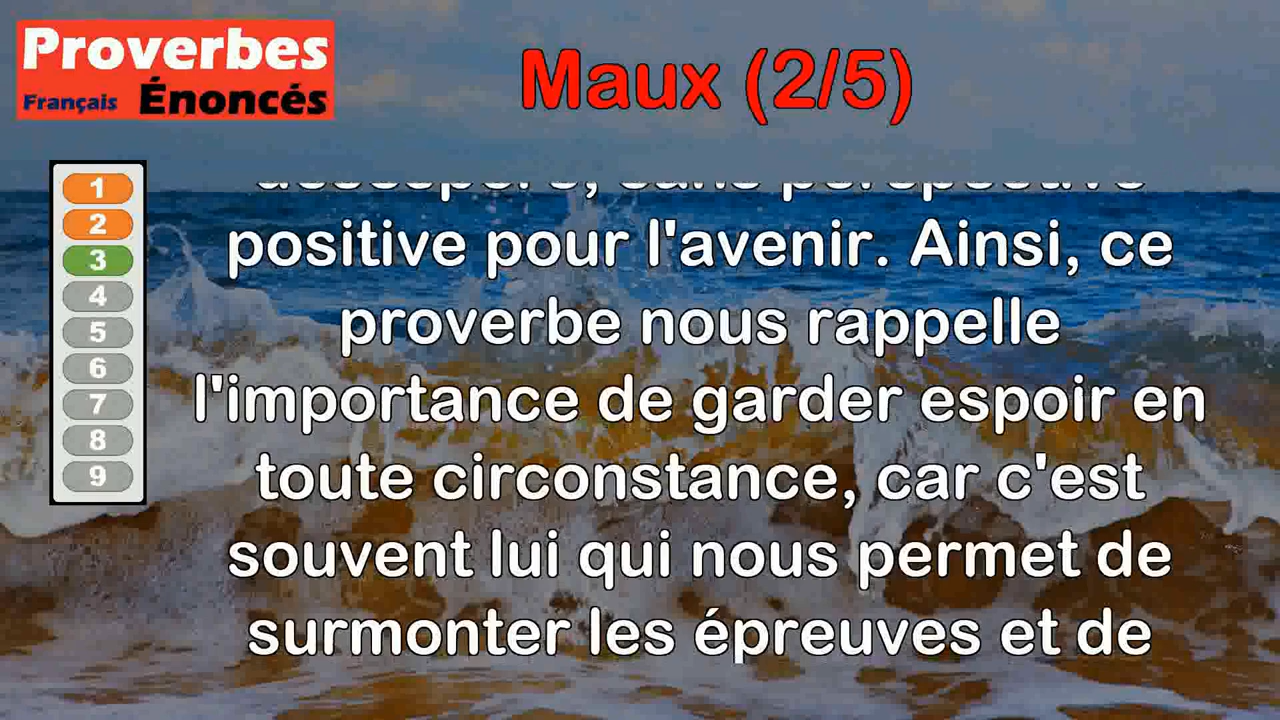 Proverbes
Français Énoncés
Maux (2/5)
1
2
3
4
5
6
7
8
9
positive pour l'avenir. Ainsi, ce
proverbe nous rappelle
l'importance de garder espoir en
toute circonstance, car c'est
souvent lui qui nous permet de
surmonter les épreuves et de